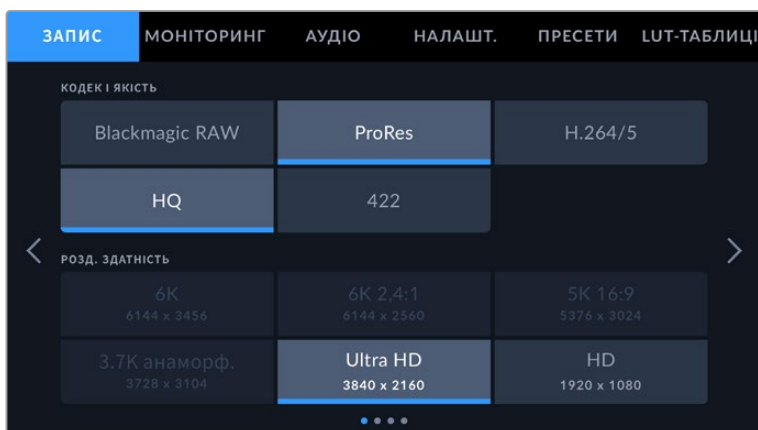 ЗАПИС МОНІТОРИНГ АУДІО НАЛАШТ. ПРЕСЕТИ LUT-ТАБЛИЦІ
КОДЕК І ЯКІСТЬ
Blackmagic RAW ProRes H.264/5
HQ 422
РОЗД. ЗДАТНІСТЬ
6K 6K 2,4:1 5K 16:9
6144 x 3456 6144 x 2560 5376 x 3024
3.7K анаморф. Ultra HD HD
3728 x 3104 3840 x 2160 1920 x 1080